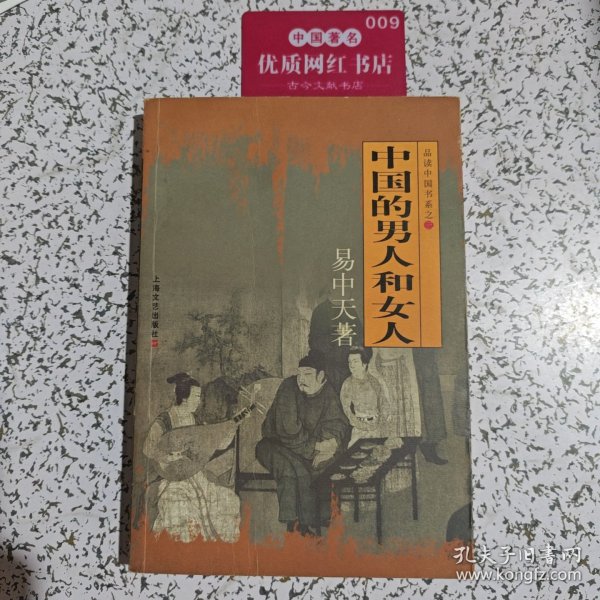 009
中国著名
优质网红书店
古今文献书店
品读中国书系之
中国的男人和女人
易中天著
上海文艺出版社
孔夫子旧书网
www.kongfz.com